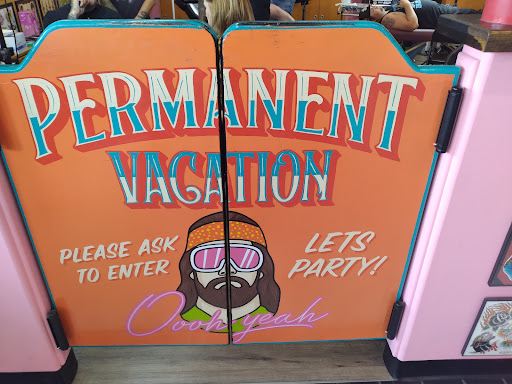 PERMANENT
VACATION
PLEASE ASK
TO ENTER
LETS
PARTY!
Oooh yeah